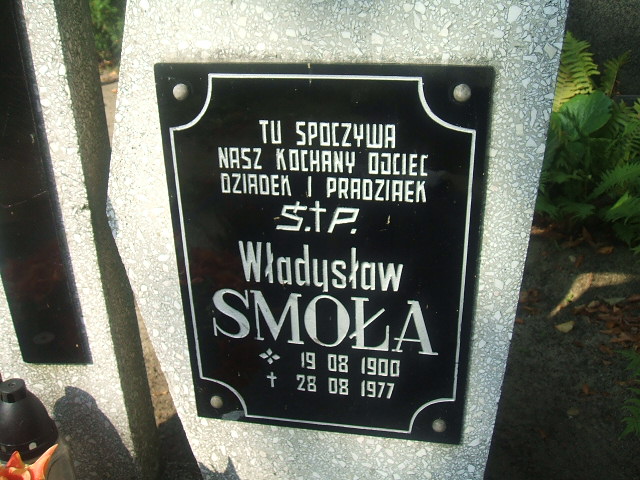 TU SPOCZYWA
NASZ KOCHANY OJCIEC
DZIADEK I PRADZIADEK
Ś.†P.
Władysław
SMOŁA
19 08 1900
† 28 08 1977